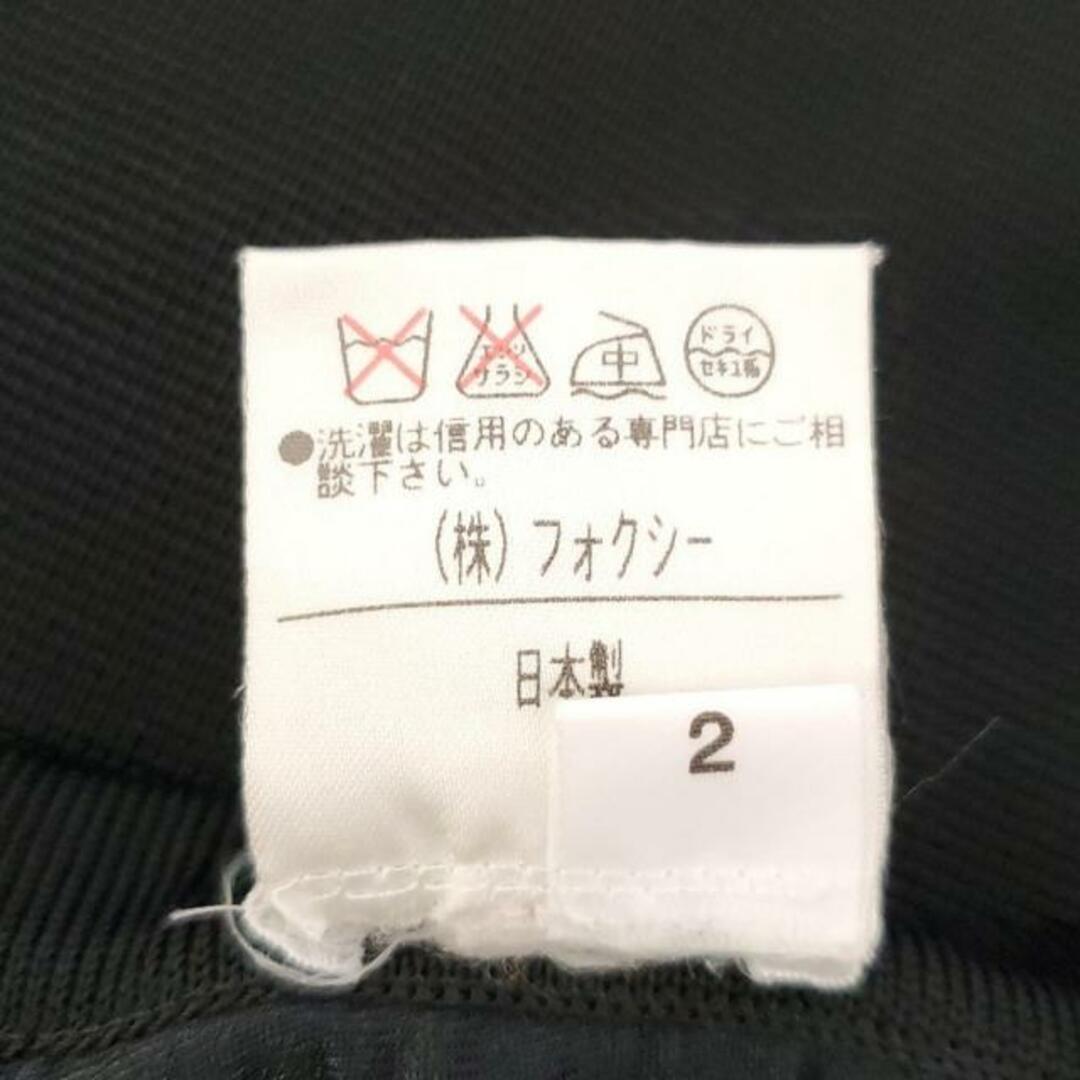 エンソ
サラシ
中
ドライ
セキユ系
●洗濯は信用のある専門店にご相
談下さい。
(株)フォクシー
日本製
2